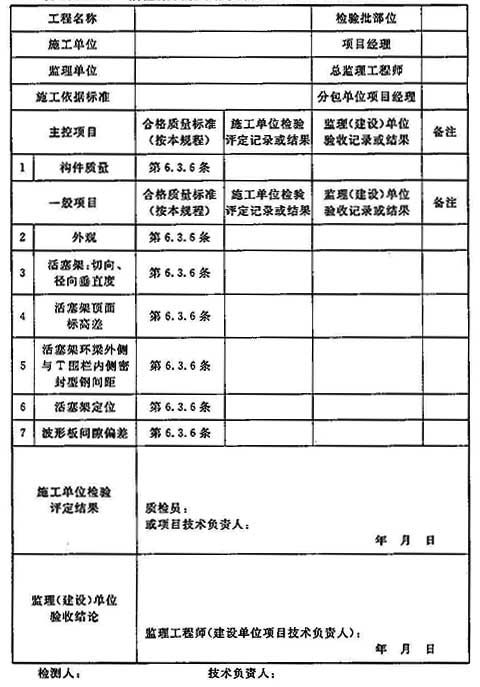 工程名称 检验批部位
施工单位 项目经理
监理单位 总监理工程师
施工依据标准 分包单位项目经理
主控项目 合格质量标准(按本规程) 施工单位检验评定记录或结果 监理(建设)单位验收记录或结果 备注
1 构件质量 第6.3.6条
一般项目 合格质量标准(按本规程) 施工单位检验评定记录或结果 监理(建设)单位验收记录或结果 备注
2 外观 第6.3.6条
3 活塞架:切向、径向垂直度 第6.3.6条
4 活塞架顶面标高差 第6.3.6条
5 活塞架环梁外侧与T围栏内侧密封型钢间距 第6.3.6条
6 活塞架定位 第6.3.6条
7 波形板间隙偏差 第6.3.6条
施工单位检验评定结果
质检员:
或项目技术负责人:
年 月 日
监理(建设)单位验收结论
监理工程师(建设单位项目技术负责人):
年 月 日
检测人: 技术负责人: